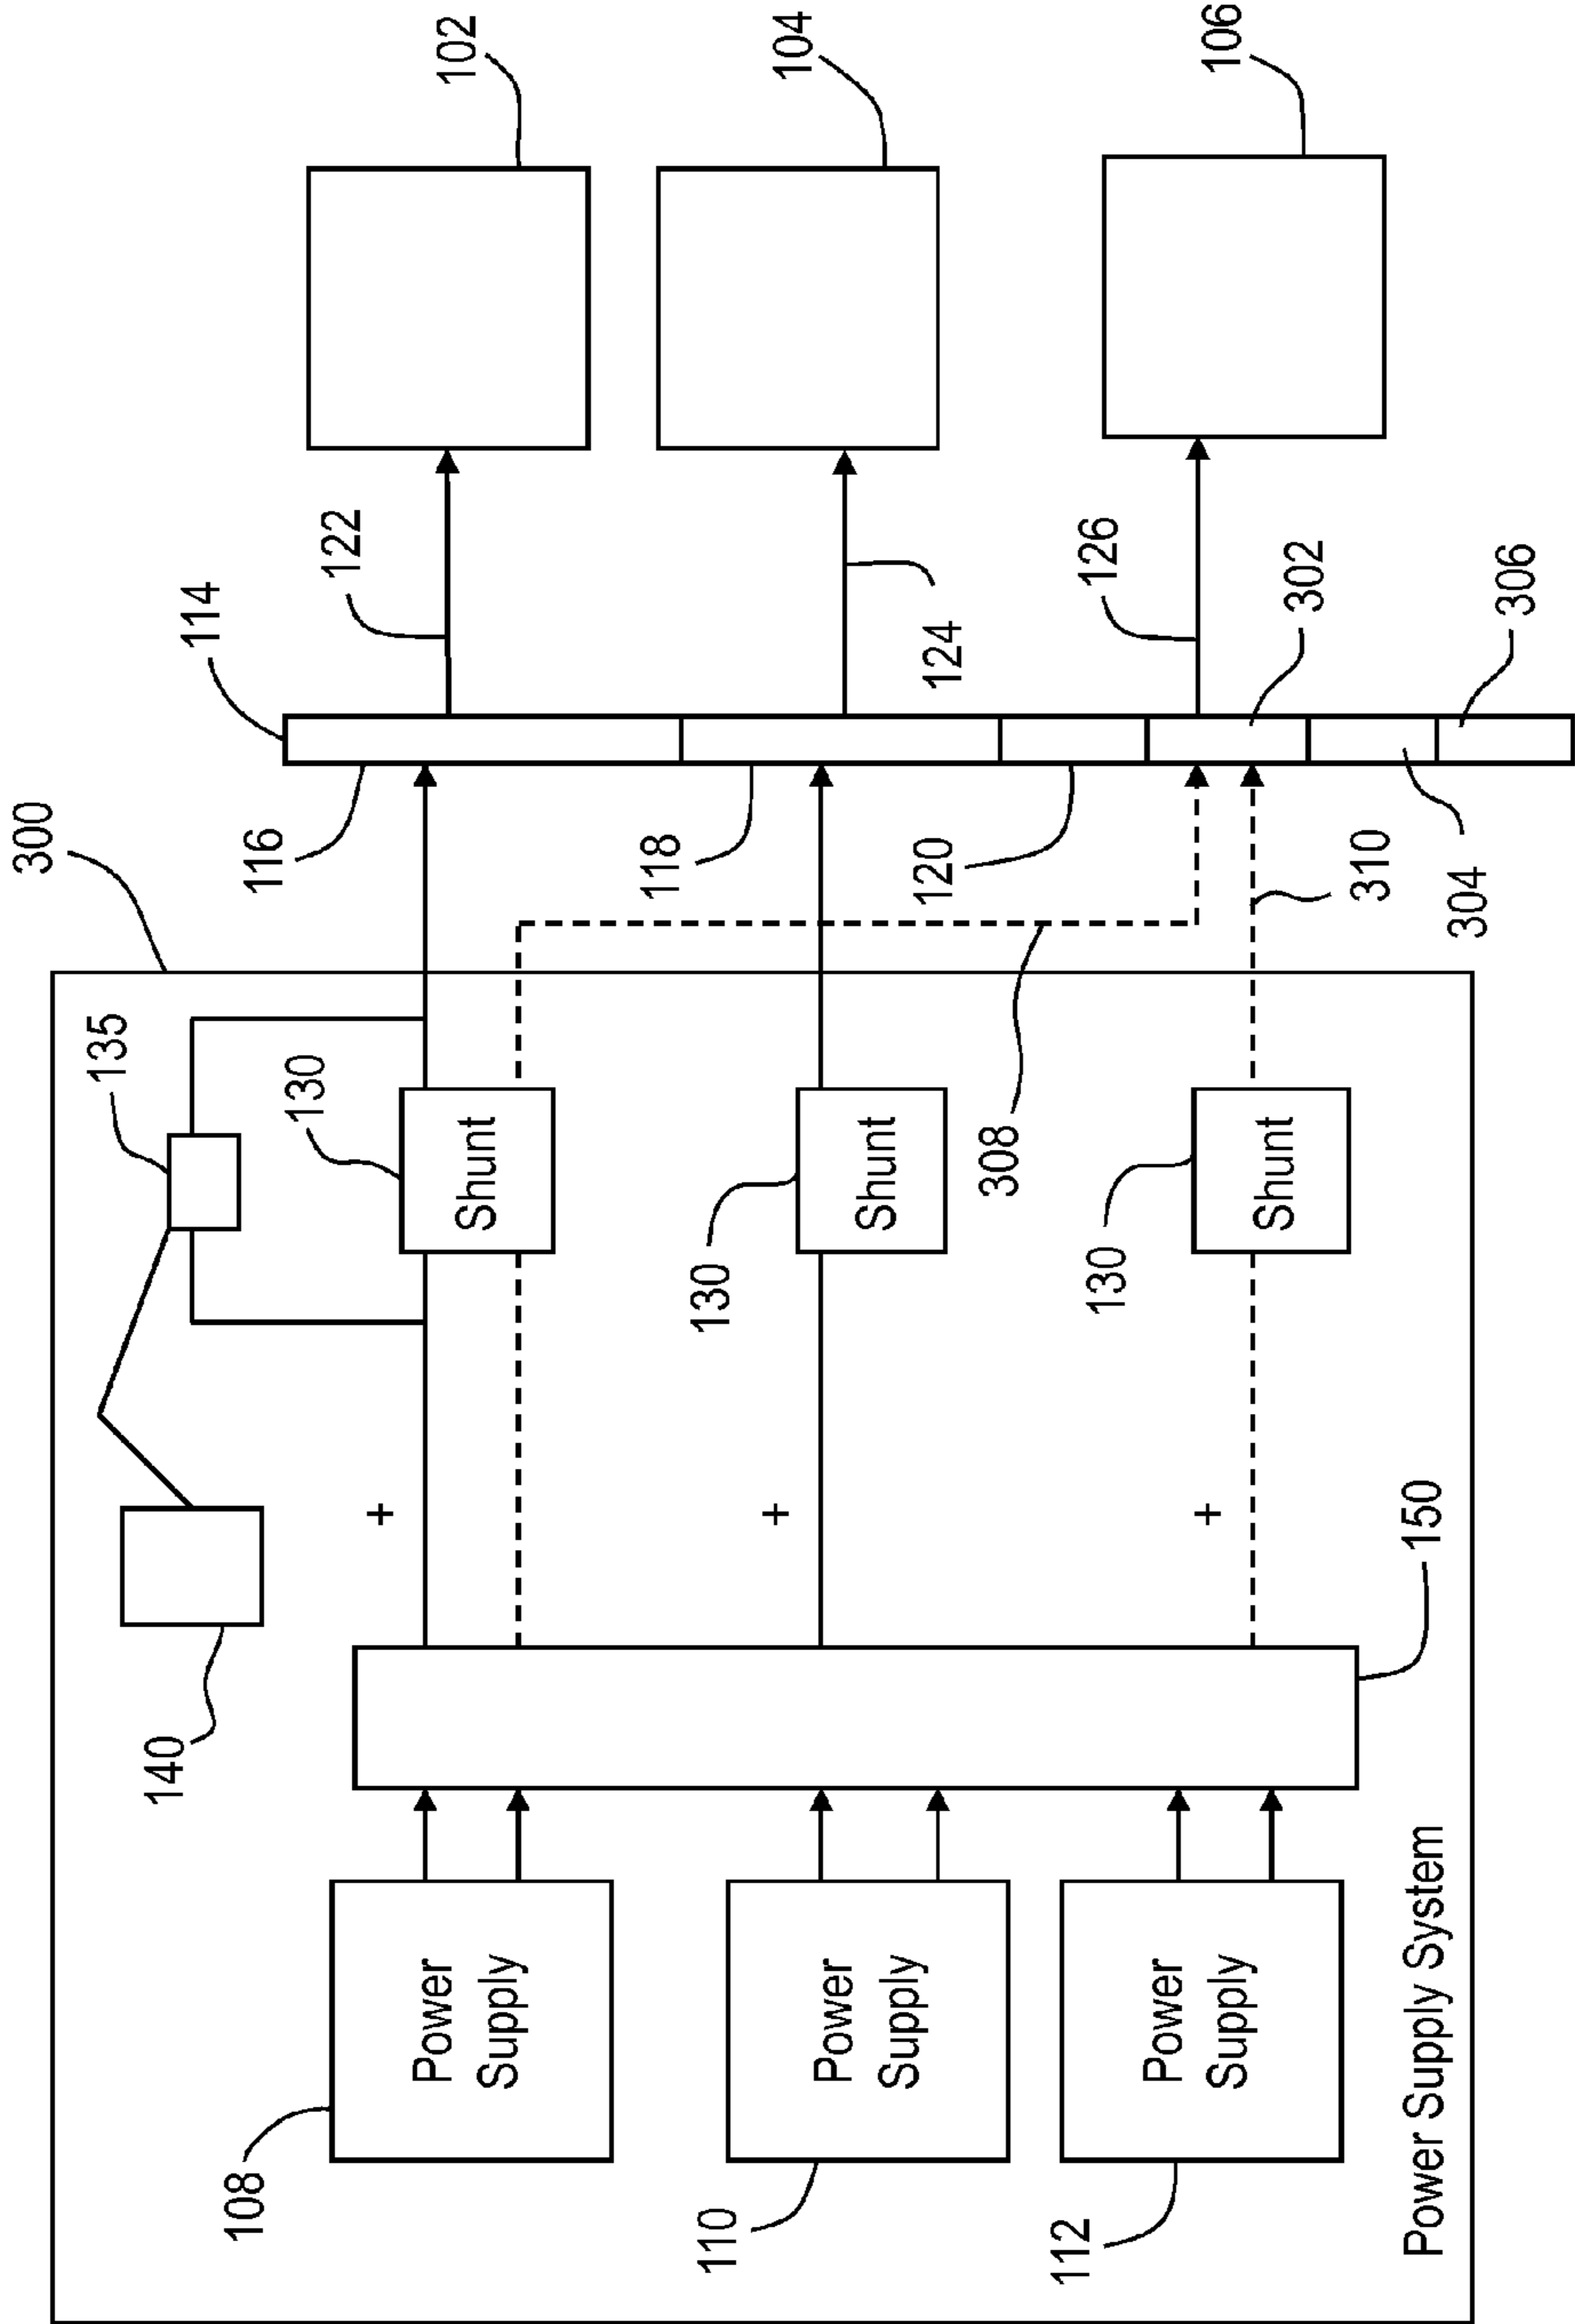 300
135
140
114
108
116
130
122
Power
Supply
102
Shunt
118
110
130
104
Power
Supply
Shunt
120
124
308
112
130
126
Power
Supply
106
Shunt
302
310
150
Power Supply System
304
306